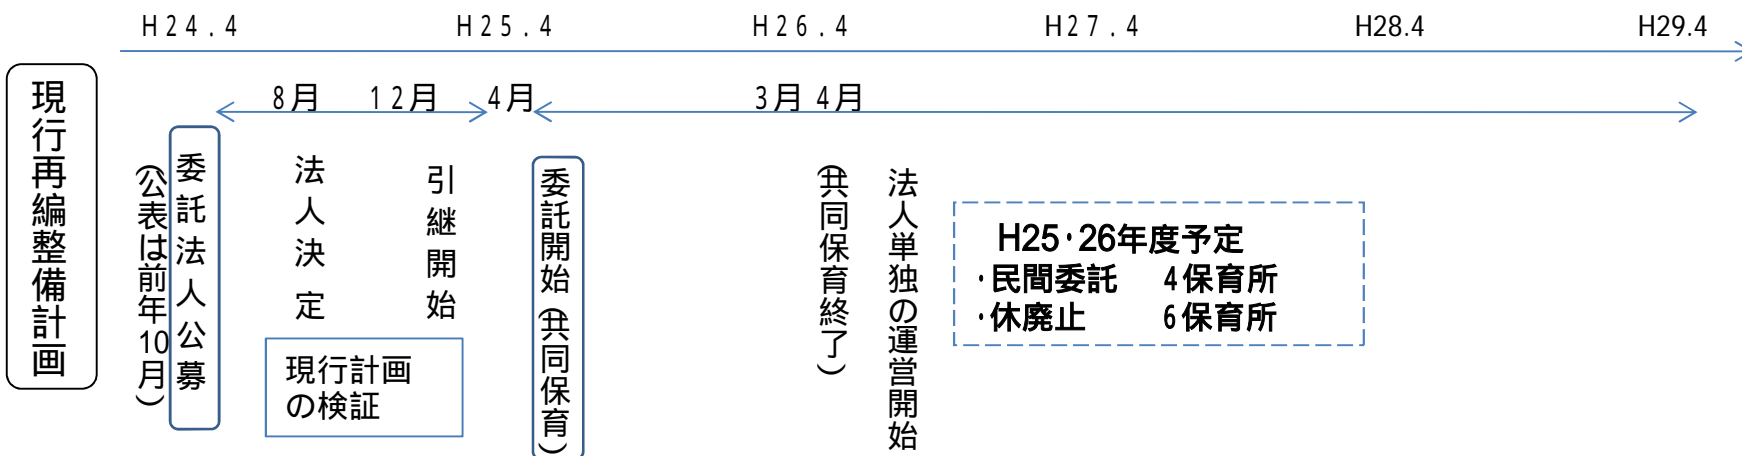 H24.4 H25.4 H26.4 H27.4 H28.4 H29.4
現行再編整備計画
8月 12月 4月 3月 4月
(公表は前年10月)
委託法人公募
法人決定
引継開始
現行計画
の検証
委託開始(共同保育)
(共同保育終了)
法人単独の運営開始
H25・26年度予定
・民間委託 4保育所
・休廃止 6保育所